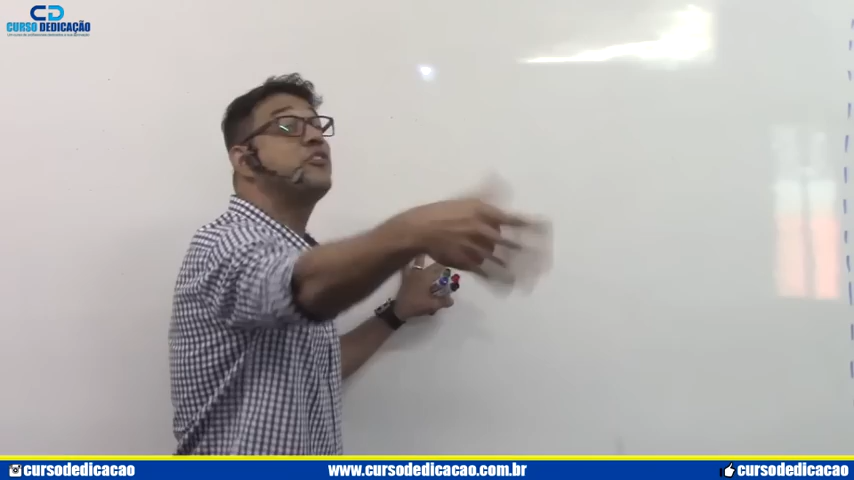 CD
CURSO DEDICAÇÃO
cursodedicacao
www.cursodedicacao.com.br
cursodedicacao